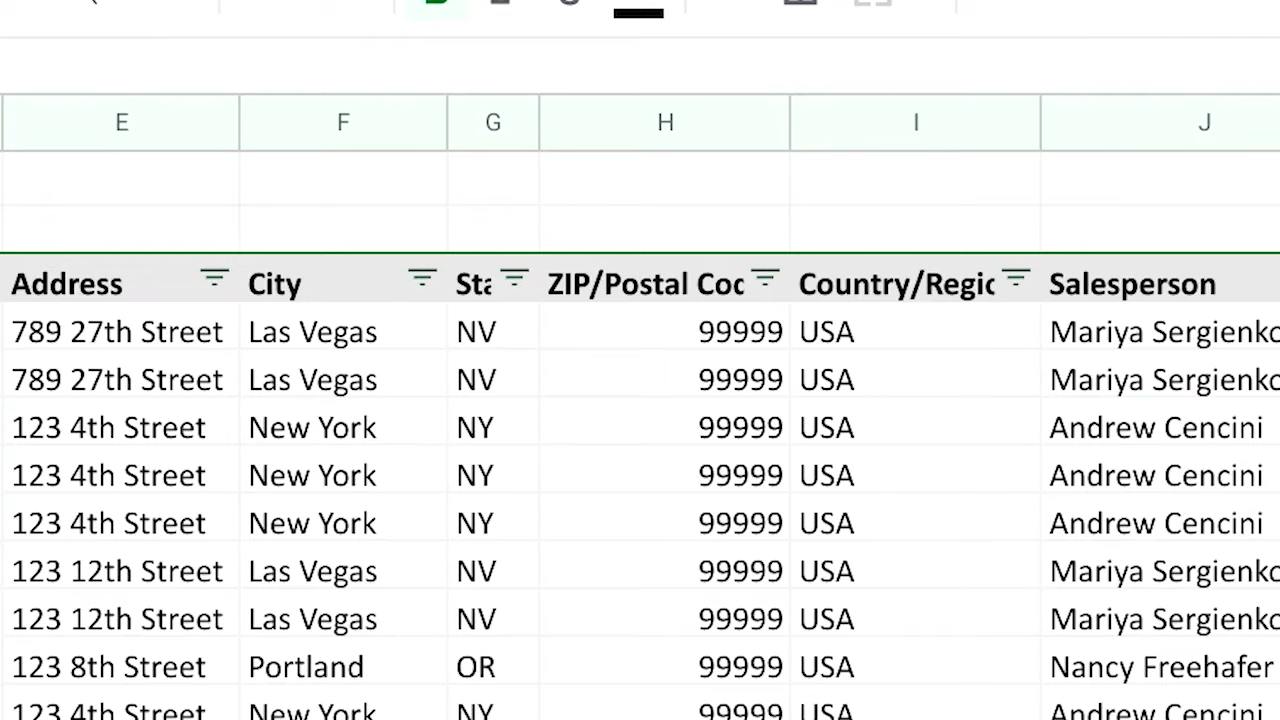 E F G H I J
Address City Sta ZIP/Postal Coc Country/Regic Salesperson
789 27th Street Las Vegas NV 99999 USA Mariya Sergienko
789 27th Street Las Vegas NV 99999 USA Mariya Sergienko
123 4th Street New York NY 99999 USA Andrew Cencini
123 4th Street New York NY 99999 USA Andrew Cencini
123 4th Street New York NY 99999 USA Andrew Cencini
123 12th Street Las Vegas NV 99999 USA Mariya Sergienko
123 12th Street Las Vegas NV 99999 USA Mariya Sergienko
123 8th Street Portland OR 99999 USA Nancy Freehafer
123 4th Street New York NY 99999 USA Andrew Cencini